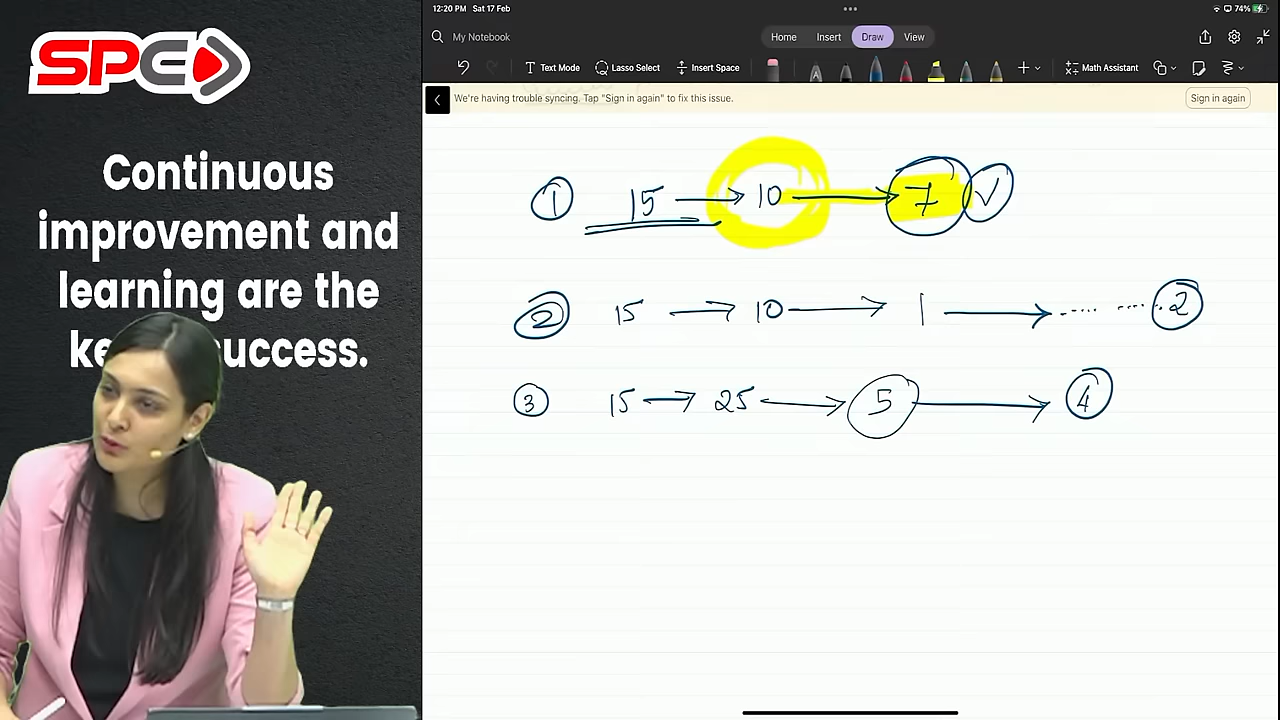 SPC
Continuous
improvement and
learning are the
ke success.
12:20 PM Sat 17 Feb
74%
My Notebook
Home Insert Draw View
Text Mode Lasso Select Insert Space Math Assistant
We're having trouble syncing. Tap "Sign in again" to fix this issue. Sign in again
① 15 → 10 → 7 ✓
② 15 → 10 → 1 → ........ 2
③ 15 → 25 → 5 → 4